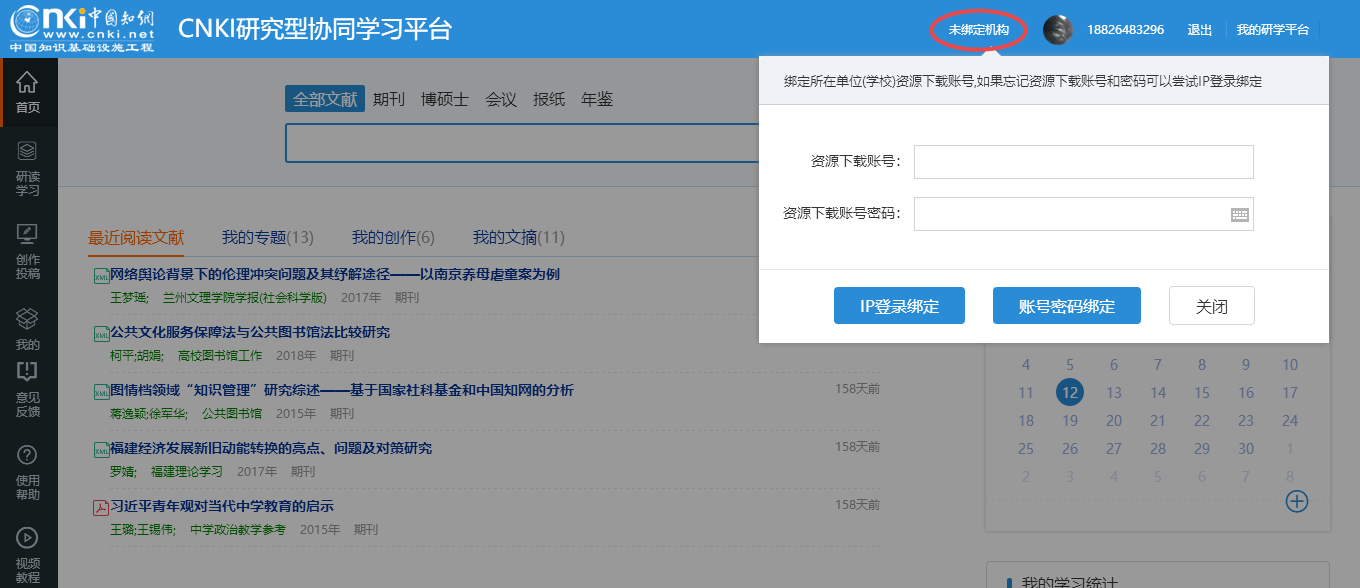 Cnki中国知网
www.cnki.net
中国知识基础设施工程
CNKI研究型协同学习平台
未绑定机构
18826483296
退出
我的研学平台
首页
研读
学习
创作
投稿
我的
意见
反馈
使用
帮助
视频
教程
全部文献 期刊 博硕士 会议 报纸 年鉴
绑定所在单位(学校)资源下载账号,如果忘记资源下载账号和密码可以尝试IP登录绑定
资源下载账号：
资源下载账号密码：
IP登录绑定
账号密码绑定
关闭
最近阅读文献 我的专题(13) 我的创作(6) 我的文摘(11)
XML 网络舆论背景下的伦理冲突问题及其纾解途径——以南京养母虐童案为例
王梦瑶; 兰州文理学院学报(社会科学版) 2017年 期刊
XML 公共文化服务保障法与公共图书馆法比较研究
柯平;胡娟; 高校图书馆工作 2018年 期刊
XML 图情档领域“知识管理”研究综述——基于国家社科基金和中国知网的分析 158天前
蒋逸颖;徐军华; 公共图书馆 2015年 期刊
XML 福建经济发展新旧动能转换的亮点、问题及对策研究 158天前
罗婧; 福建理论学习 2017年 期刊
习近平青年观对当代中学教育的启示 158天前
王璐;王锡伟; 中学政治教学参考 2015年 期刊
4 5 6 7 8 9 10
11 12 13 14 15 16 17
18 19 20 21 22 23 24
25 26 27 28 29 30 1
2 3 4 5 6 7 8
我的学习统计